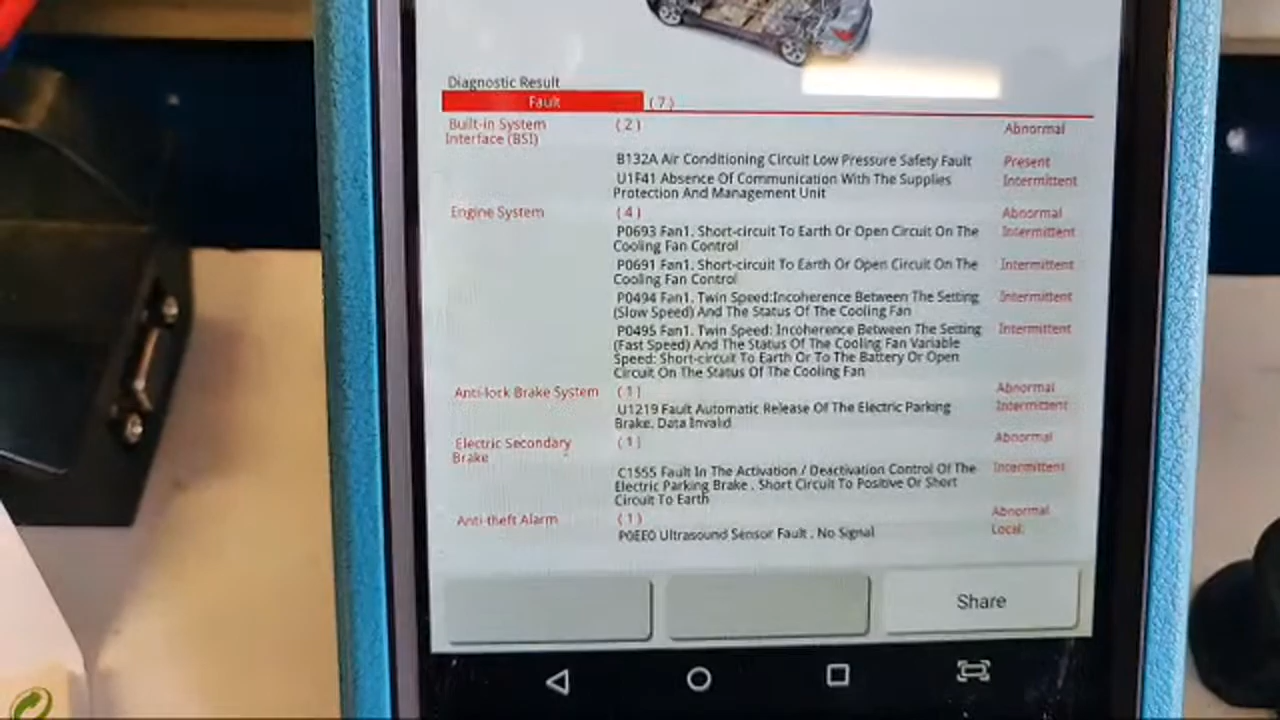 Diagnostic Result
Fault (7)
Built-in System (2) Abnormal
Interface (BSI)
B132A Air Conditioning Circuit Low Pressure Safety Fault Present
U1F41 Absence Of Communication With The Supplies Intermittent
Protection And Management Unit
Engine System (4) Abnormal
P0693 Fan1. Short-circuit To Earth Or Open Circuit On The Intermittent
Cooling Fan Control
P0691 Fan1. Short-circuit To Earth Or Open Circuit On The Intermittent
Cooling Fan Control
P0494 Fan1. Twin Speed:Incoherence Between The Setting Intermittent
(Slow Speed) And The Status Of The Cooling Fan
P0495 Fan1. Twin Speed: Incoherence Between The Setting Intermittent
(Fast Speed) And The Status Of The Cooling Fan Variable
Speed: Short-circuit To Earth Or To The Battery Or Open
Circuit On The Status Of The Cooling Fan
Anti-lock Brake System (1) Abnormal
U1219 Fault Automatic Release Of The Electric Parking Intermittent
Brake. Data Invalid
Electric Secondary (1) Abnormal
Brake
C1555 Fault In The Activation / Deactivation Control Of The Intermittent
Electric Parking Brake . Short Circuit To Positive Or Short
Circuit To Earth
Anti-theft Alarm (1) Abnormal
P0EE0 Ultrasound Sensor Fault . No Signal Local
Share